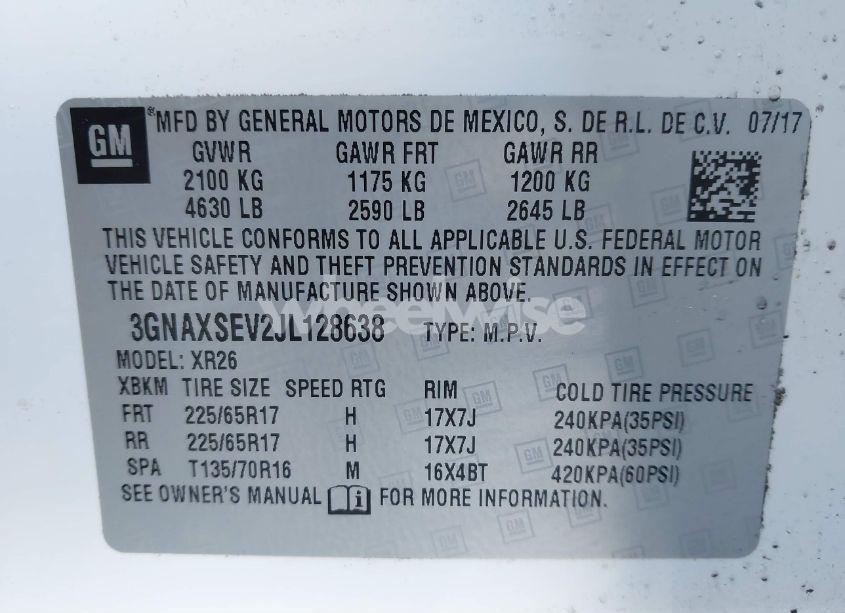 GM MFD BY GENERAL MOTORS DE MEXICO, S. DE R.L. DE C.V. 07/17
GVWR GAWR FRT GAWR RR
2100 KG 1175 KG 1200 KG
4630 LB 2590 LB 2645 LB
THIS VEHICLE CONFORMS TO ALL APPLICABLE U.S. FEDERAL MOTOR
VEHICLE SAFETY AND THEFT PREVENTION STANDARDS IN EFFECT ON
THE DATE OF MANUFACTURE SHOWN ABOVE.
3GNAXSEV2JL128638 TYPE: M.P.V.
MODEL: XR26
XBKM TIRE SIZE SPEED RTG RIM COLD TIRE PRESSURE
FRT 225/65R17 H 17X7J 240KPA(35PSI)
RR 225/65R17 H 17X7J 240KPA(35PSI)
SPA T135/70R16 M 16X4BT 420KPA(60PSI)
SEE OWNER'S MANUAL i FOR MORE INFORMATION.